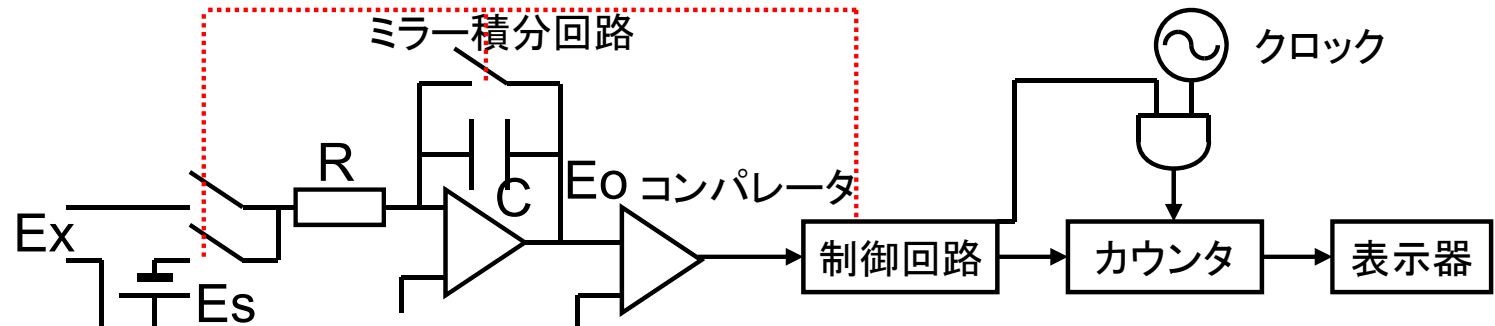 ミラー積分回路
クロック
R
C
Eo
コンパレータ
Ex
Es
制御回路
カウンタ
表示器